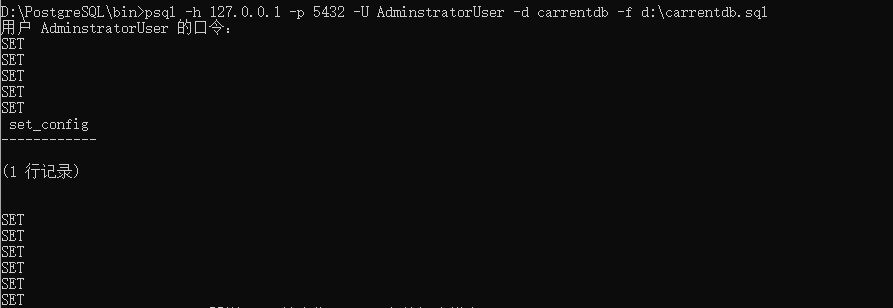 D:\PostgreSQL\bin>psql -h 127.0.0.1 -p 5432 -U AdminstratorUser -d carrentdb -f d:\carrentdb.sql
用户 AdminstratorUser 的口令：
SET
SET
SET
SET
SET
set_config
------------
(1 行记录)
SET
SET
SET
SET
SET
SET